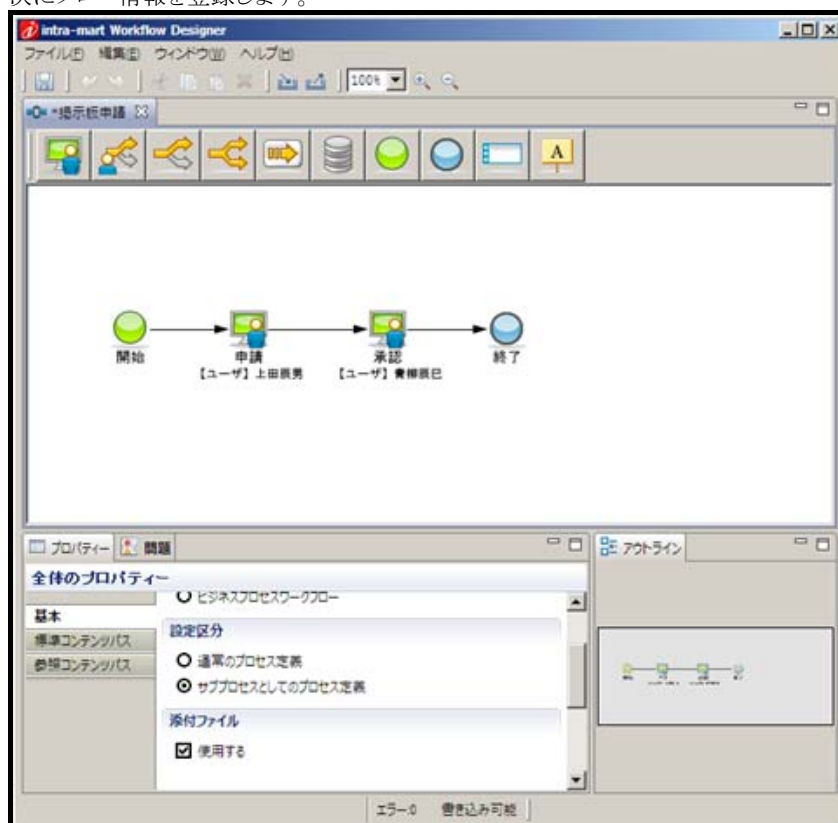 次にフロー情報を登録します。
intra-mart Workflow Designer
ファイル(F) 編集(E) ウィンドウ(W) ヘルプ(H)
100%
*掲示板申請
A
開始 申請 承認 終了
【ユーザ】上田辰男 【ユーザ】青柳辰巳
プロパティー 問題 アウトライン
全体のプロパティー
ビジネスプロセスワークフロー
基本
設定区分
標準コンテンツパス
通常のプロセス定義
参照コンテンツパス
サブプロセスとしてのプロセス定義
添付ファイル
使用する
エラー:0 書き込み可能